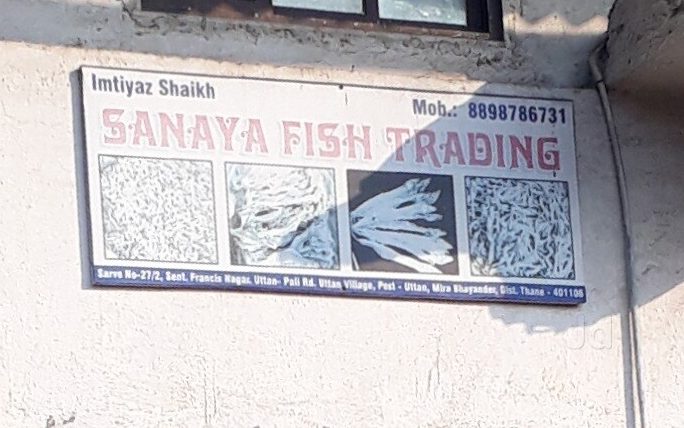 Imtiyaz Shaikh
Mob.: 8898786731
SANAYA FISH TRADING
Sarve No-27/2, Sent. Francis Nagar, Uttan- Pali Rd. Uttan Village, Post - Uttan, Mira Bhayander, Dist. Thane - 401106
Jd